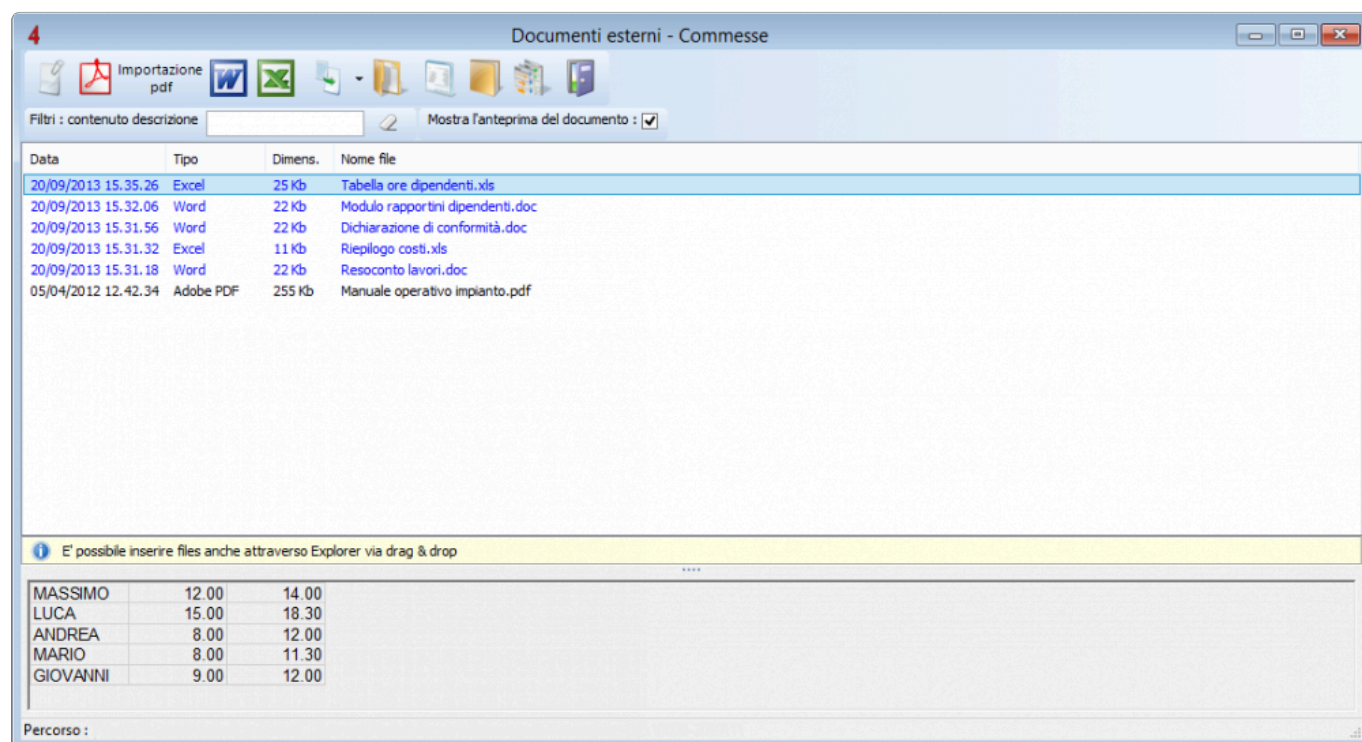 4 Documenti esterni - Commesse
Importazione
pdf
Filtri : contenuto descrizione Mostra l'anteprima del documento :
Data Tipo Dimens. Nome file
20/09/2013 15.35.26 Excel 25 Kb Tabella ore dipendenti.xls
20/09/2013 15.32.06 Word 22 Kb Modulo rapportini dipendenti.doc
20/09/2013 15.31.56 Word 22 Kb Dichiarazione di conformità.doc
20/09/2013 15.31.32 Excel 11 Kb Riepilogo costi.xls
20/09/2013 15.31.18 Word 22 Kb Resoconto lavori.doc
05/04/2012 12.42.34 Adobe PDF 255 Kb Manuale operativo impianto.pdf
E' possibile inserire files anche attraverso Explorer via drag & drop
MASSIMO 12.00 14.00
LUCA 15.00 18.30
ANDREA 8.00 12.00
MARIO 8.00 11.30
GIOVANNI 9.00 12.00
Percorso :